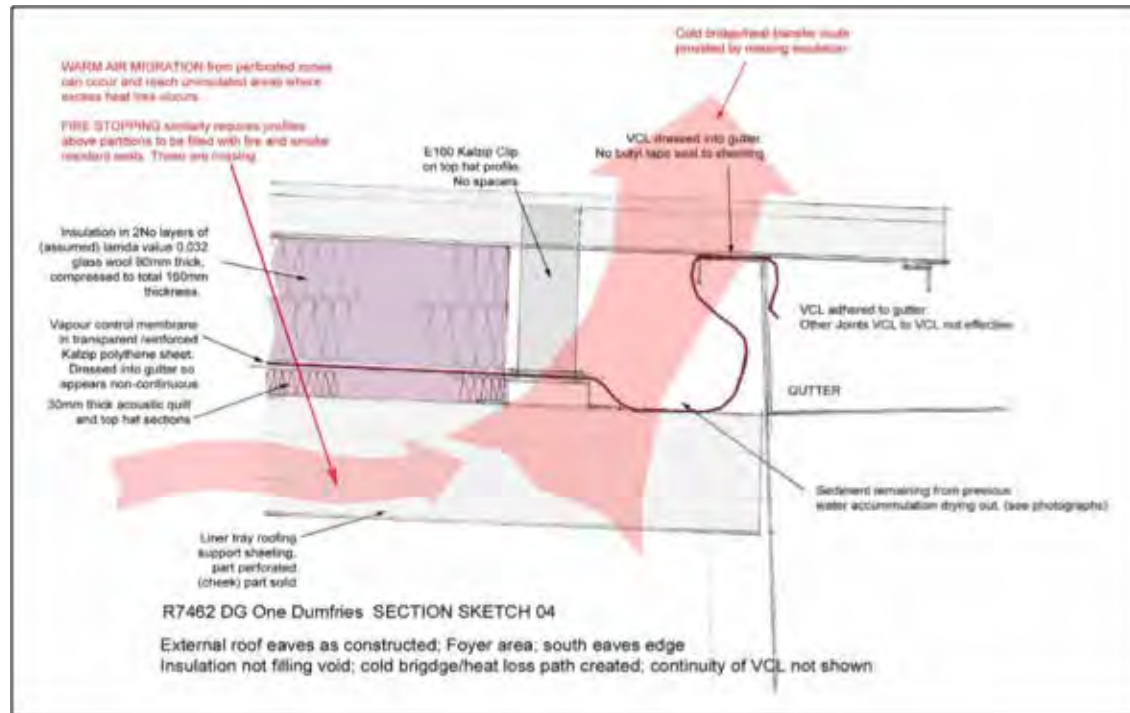 Cold bridge/heat transfer route
provided by missing insulation
WARM AIR MIGRATION from perforated zones
can occur and reach uninsulated areas where
excess heat loss occurs.
FIRE STOPPING similarly requires profiles
above partitions to be filled with fire and smoke
resistant seals. These are missing.
VCL dressed into gutter.
No butyl tape seal to sheeting
E160 Kalzip Clip
on top hat profile.
No spacers.
Insulation in 2No layers of
(assumed) lamda value 0.032
glass wool 90mm thick,
compressed to total 160mm
thickness.
VCL adhered to gutter.
Other Joints VCL to VCL not effective
Vapour control membrane
in transparent reinforced
Kalzip polythene sheet.
Dressed into gutter so
appears non-continuous
GUTTER
30mm thick acoustic quilt
and top hat sections
Sediment remaining from previous
water accumulation drying out. (see photographs)
Liner tray roofing
support sheeting,
part perforated
(cheek) part solid
R7462 DG One Dumfries SECTION SKETCH 04
External roof eaves as constructed; Foyer area; south eaves edge
Insulation not filling void; cold brigdge/heat loss path created; continuity of VCL not shown